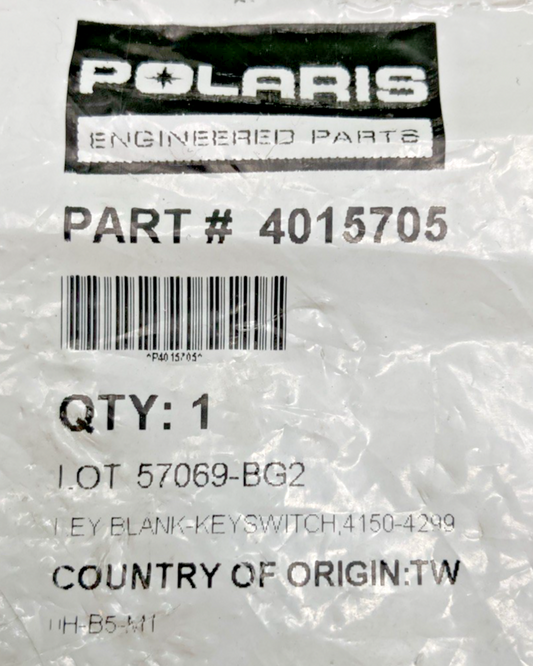 POLARIS
ENGINEERED PARTS
PART # 4015705
*P4015705*
QTY: 1
LOT 57069-BG2
BLANK-KEYSWITCH,4150-4299
COUNTRY OF ORIGIN:TW